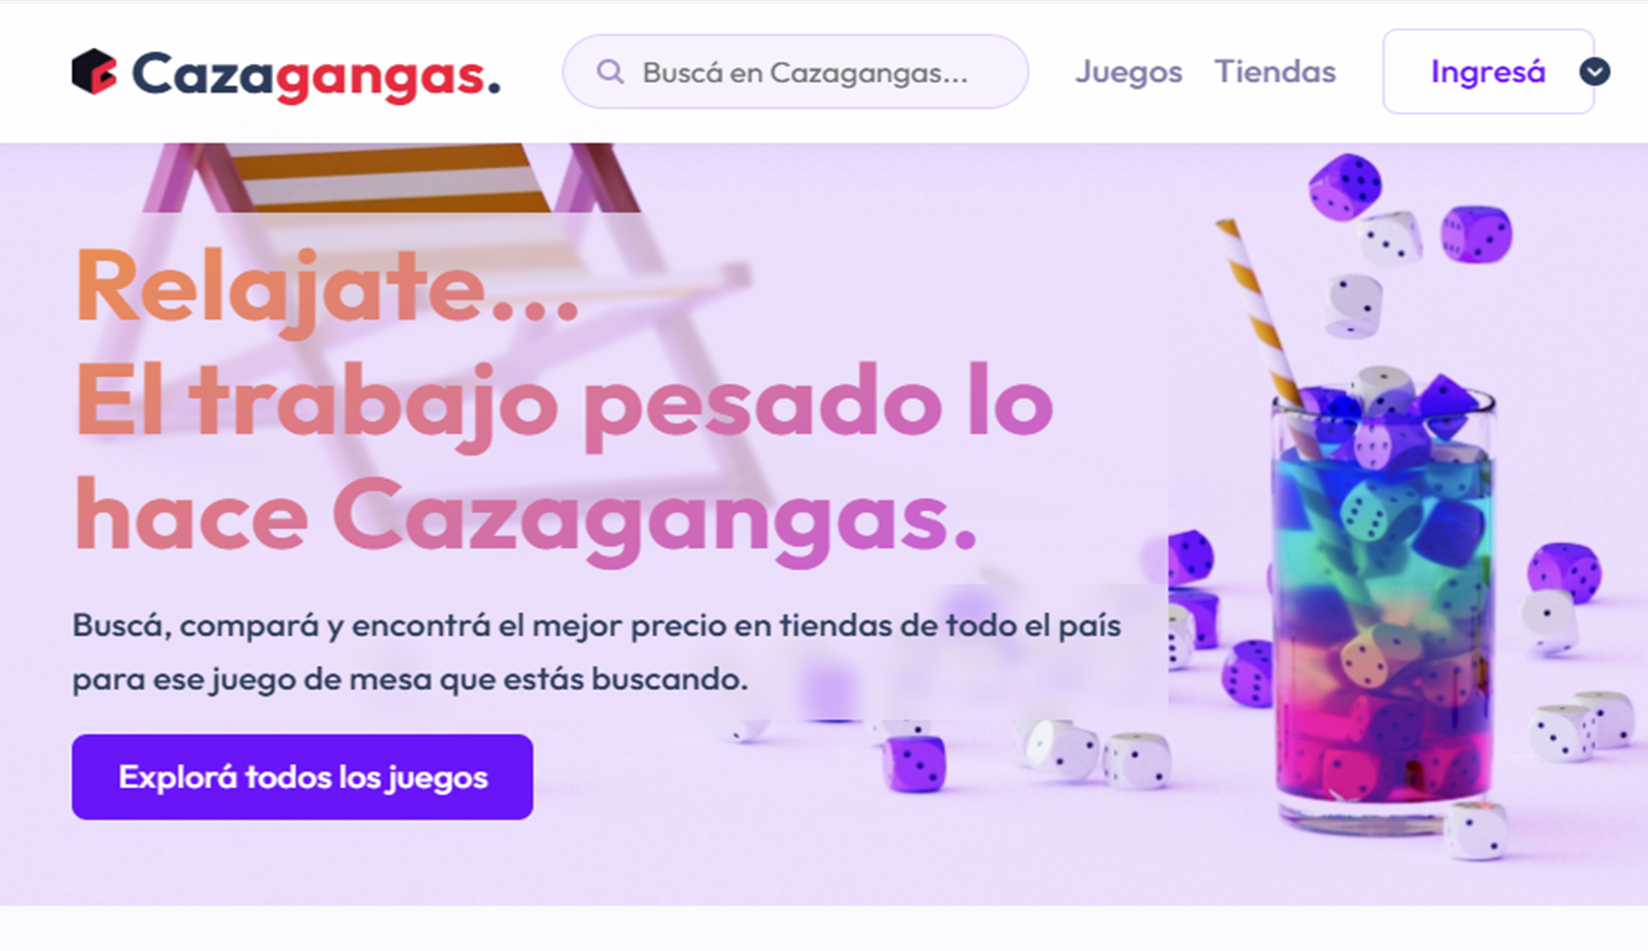 Cazagangas.
Buscá en Cazagangas...
Juegos
Tiendas
Ingresá
Relajate...
El trabajo pesado lo
hace Cazagangas.
Buscá, compará y encontrá el mejor precio en tiendas de todo el país
para ese juego de mesa que estás buscando.
Explorá todos los juegos